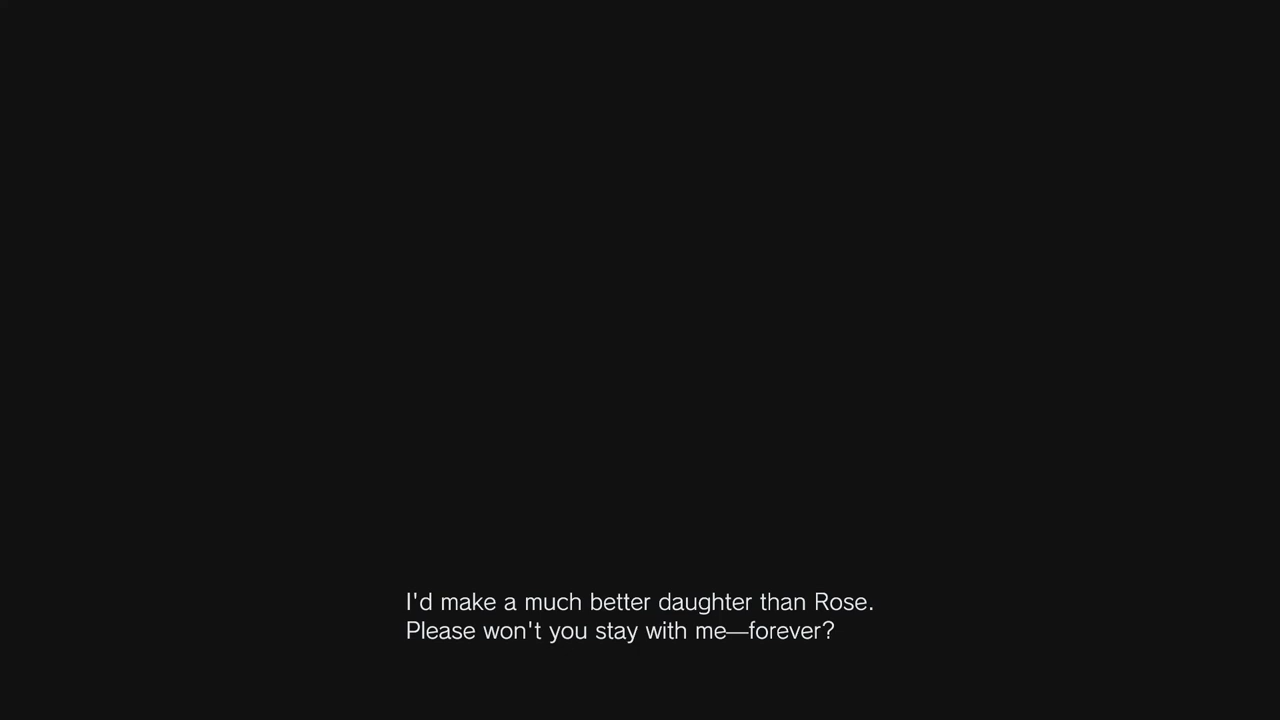 I'd make a much better daughter than Rose.
Please won't you stay with me—forever?